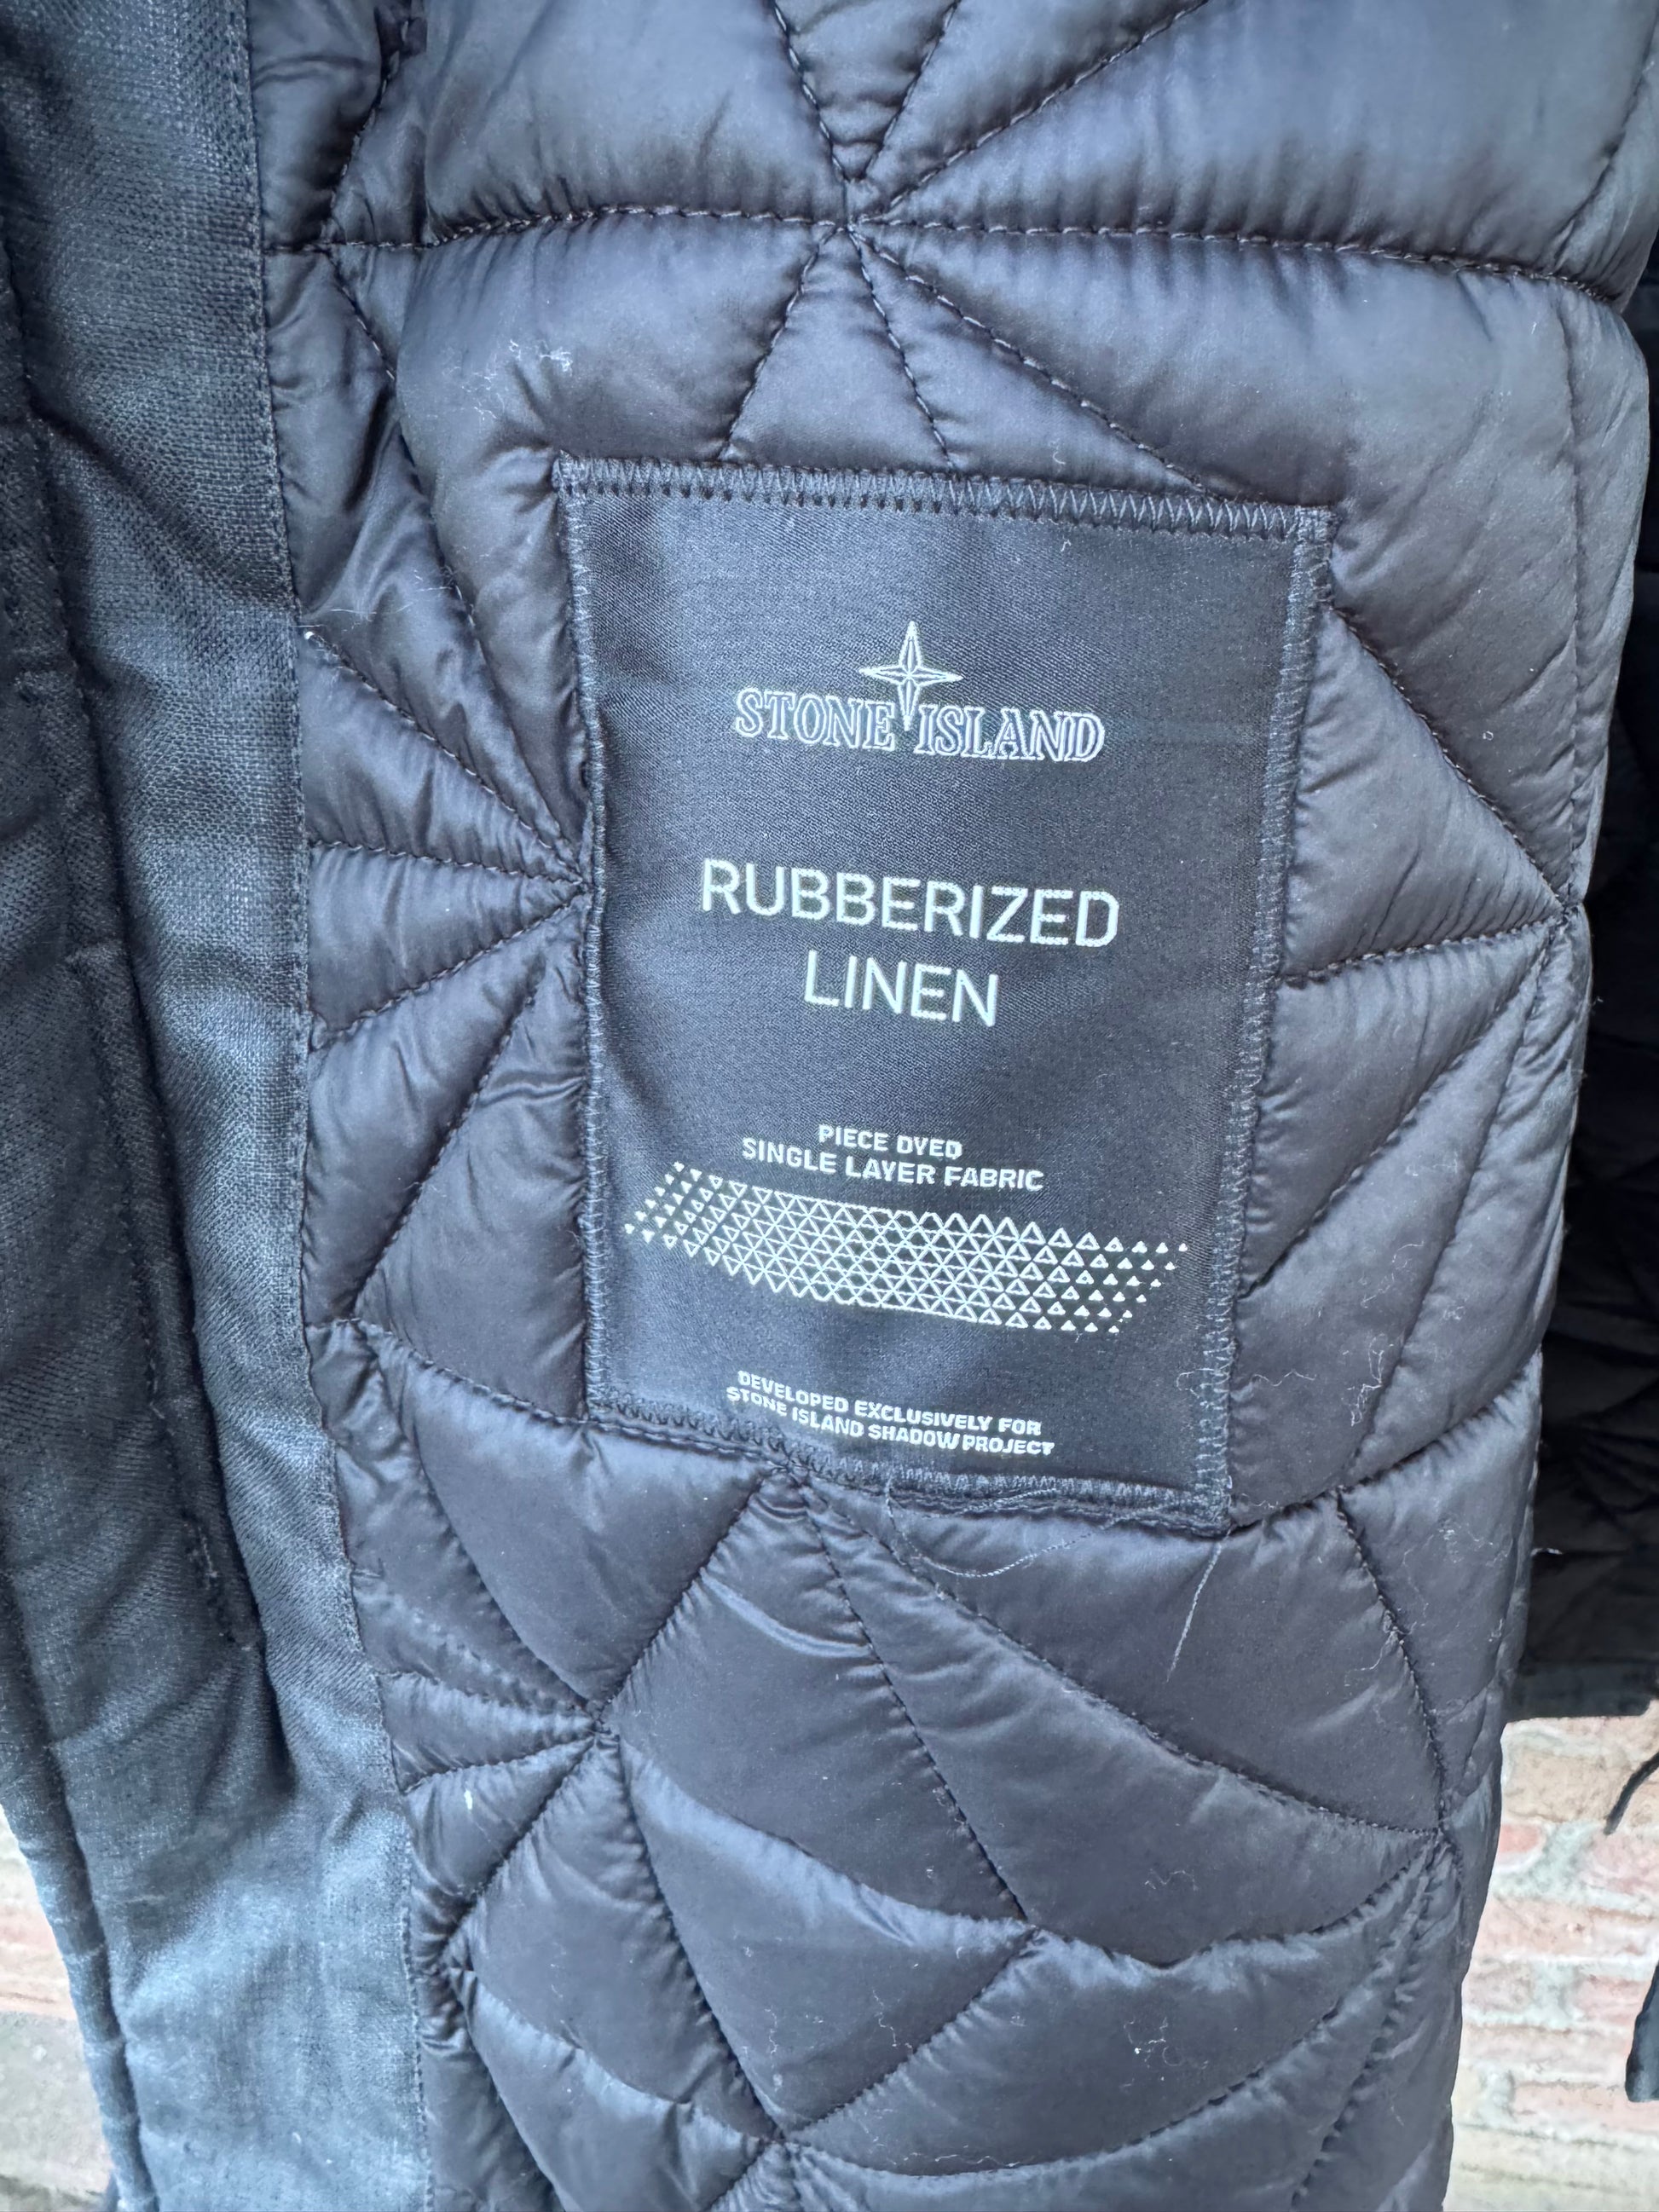 STONE ISLAND
RUBBERIZED
LINEN
PIECE DYED
SINGLE LAYER FABRIC
DEVELOPED EXCLUSIVELY FOR
STONE ISLAND SHADOW PROJECT